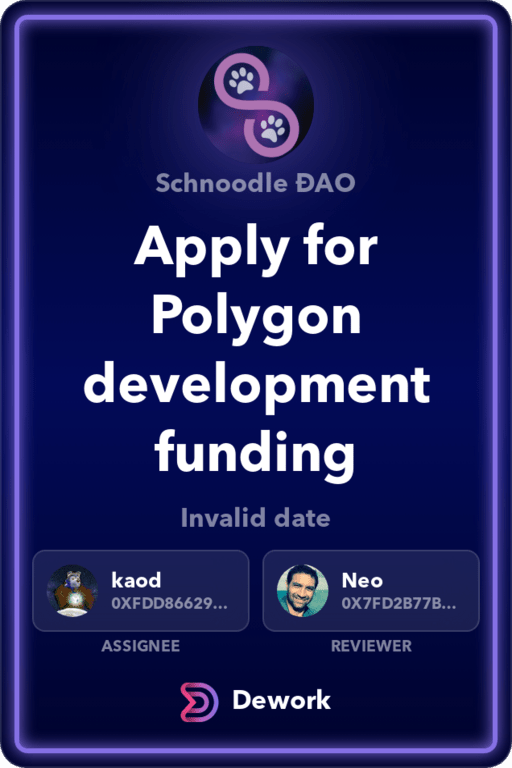 Schnoodle ĐAO
Apply for
Polygon
development
funding
Invalid date
kaod
0XFDD86629...
Neo
0X7FD2B77B...
ASSIGNEE
REVIEWER
Dework